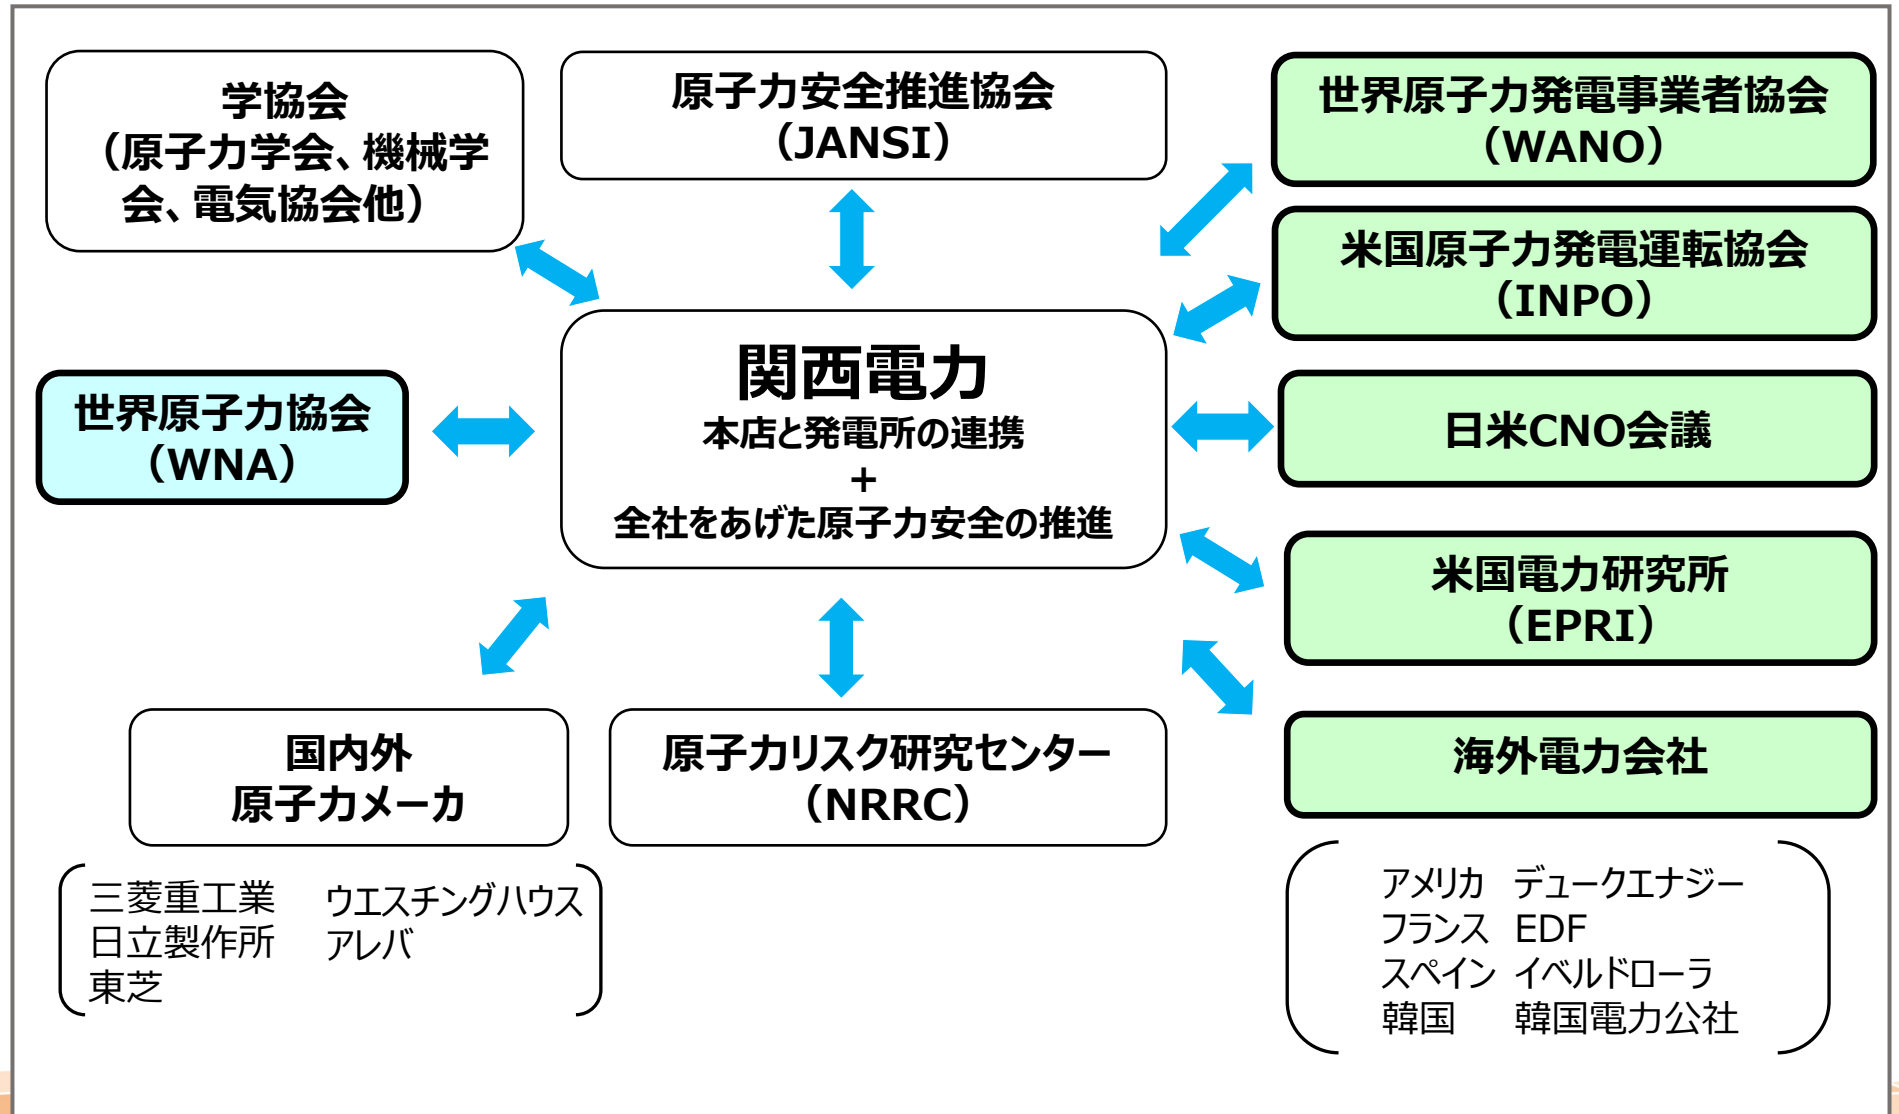 学協会
（原子力学会、機械学
会、電気協会他）
原子力安全推進協会
（JANSI）
世界原子力発電事業者協会
（WANO）
米国原子力発電運転協会
（INPO）
世界原子力協会
（WNA）
関西電力
本店と発電所の連携
+
全社をあげた原子力安全の推進
日米CNO会議
米国電力研究所
（EPRI）
国内外
原子力メーカ
原子力リスク研究センター
（NRRC）
海外電力会社
三菱重工業 ウエスチングハウス
日立製作所 アレバ
東芝
アメリカ デュークエナジー
フランス EDF
スペイン イベルドローラ
韓国 韓国電力公社